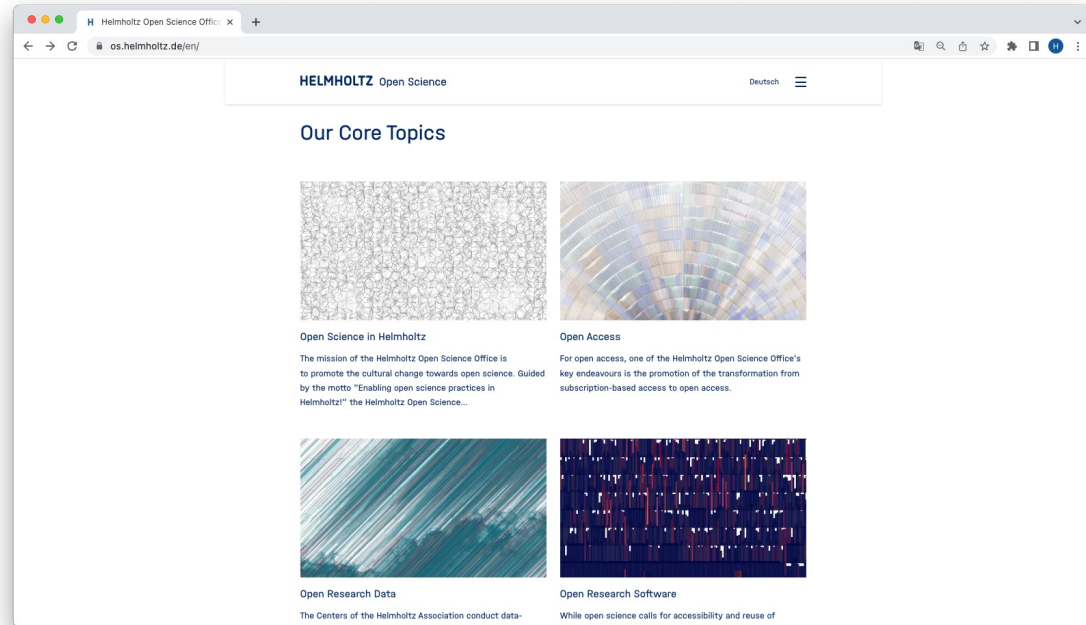 H Helmholtz Open Science Office
os.helmholtz.de/en/
H
HELMHOLTZ Open Science
Deutsch
Our Core Topics
Open Science in Helmholtz
The mission of the Helmholtz Open Science Office is
to promote the cultural change towards open science. Guided
by the motto "Enabling open science practices in
Helmholtz!" the Helmholtz Open Science...
Open Access
For open access, one of the Helmholtz Open Science Office's
key endeavours is the promotion of the transformation from
subscription-based access to open access.
Open Research Data
The Centers of the Helmholtz Association conduct data-
Open Research Software
While open science calls for accessibility and reuse of